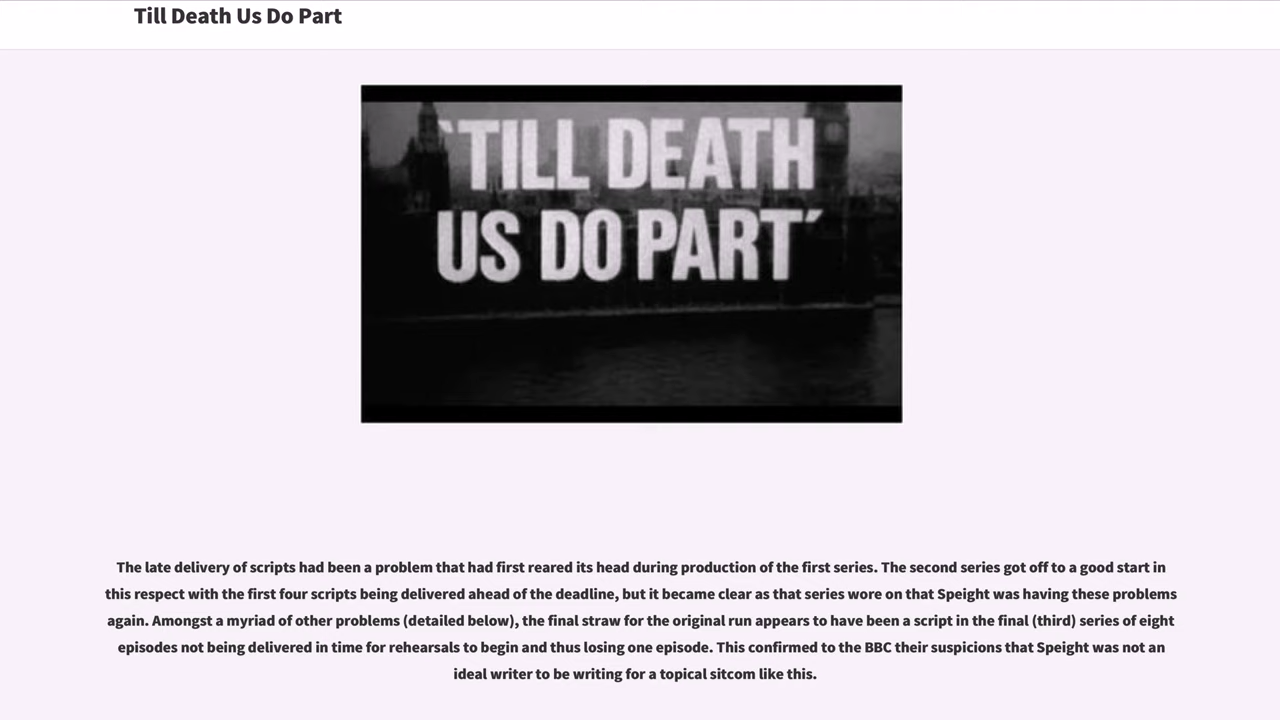 Till Death Us Do Part
‘TILL DEATH
US DO PART’
The late delivery of scripts had been a problem that had first reared its head during production of the first series. The second series got off to a good start in
this respect with the first four scripts being delivered ahead of the deadline, but it became clear as that series wore on that Speight was having these problems
again. Amongst a myriad of other problems (detailed below), the final straw for the original run appears to have been a script in the final (third) series of eight
episodes not being delivered in time for rehearsals to begin and thus losing one episode. This confirmed to the BBC their suspicions that Speight was not an
ideal writer to be writing for a topical sitcom like this.